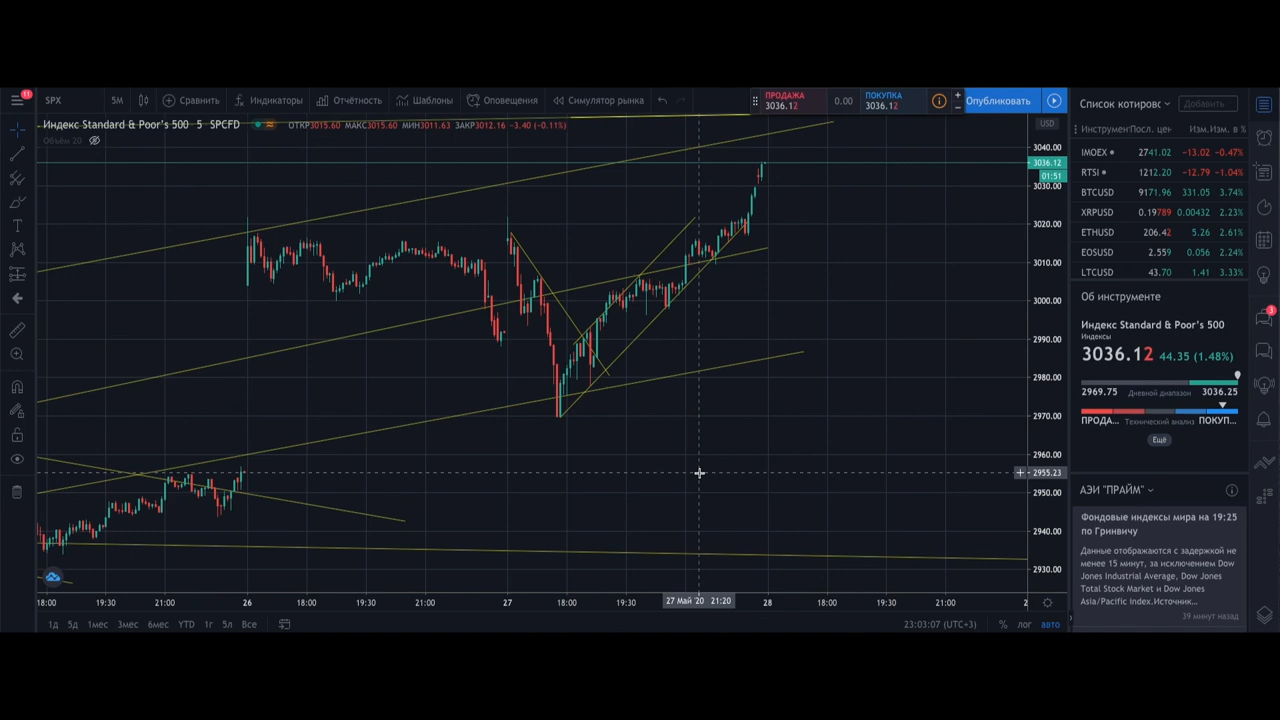 11
SPX 5М Сравнить Индикаторы Отчётность Шаблоны Оповещения Симулятор рынка
ПРОДАЖА 3036.12 0.00 ПОКУПКА 3036.12
Опубликовать
Индекс Standard & Poor's 500 5 SPCFD ОТКР3015.60 МАКС3015.60 МИН3011.63 ЗАКР3012.16 −3.40 (−0.11%)
Объём 20
USD
3040.00
3036.12
01:51
3030.00
3020.00
3010.00
3000.00
2990.00
2980.00
2970.00
2960.00
2955.23
2950.00
2940.00
2930.00
18:00 19:30 21:00 26 18:00 19:30 21:00 27 18:00 19:30 27 Май '20 21:20 28 18:00 19:30 21:00 2
1д 5д 1мес 3мес 6мес YTD 1г 5л Все
23:03:07 (UTC+3) % лог авто
Список котирово Добавить
Инструмен Посл. цен Изм. Изм. в %
IMOEX 2741.02 −13.02 −0.47%
RTSI 1212.20 −12.79 −1.04%
BTCUSD 9171.96 331.05 3.74%
XRPUSD 0.19789 0.00432 2.23%
ETHUSD 206.42 5.26 2.61%
EOSUSD 2.559 0.056 2.24%
LTCUSD 43.70 1.41 3.33%
Об инструменте
Индекс Standard & Poor's 500
Индексы
3036.12 44.35 (1.48%)
2969.75 Дневной диапазон 3036.25
ПРОДА... Технический анализ ПОКУП...
Ещё
3
АЭИ "ПРАЙМ"
Фондовые индексы мира на 19:25
по Гринвичу
Данные отображаются с задержкой не
менее 15 минут, за исключением Dow
Jones Industrial Average, Dow Jones
Total Stock Market и Dow Jones
Asia/Pacific Index.Источник...
39 минут назад